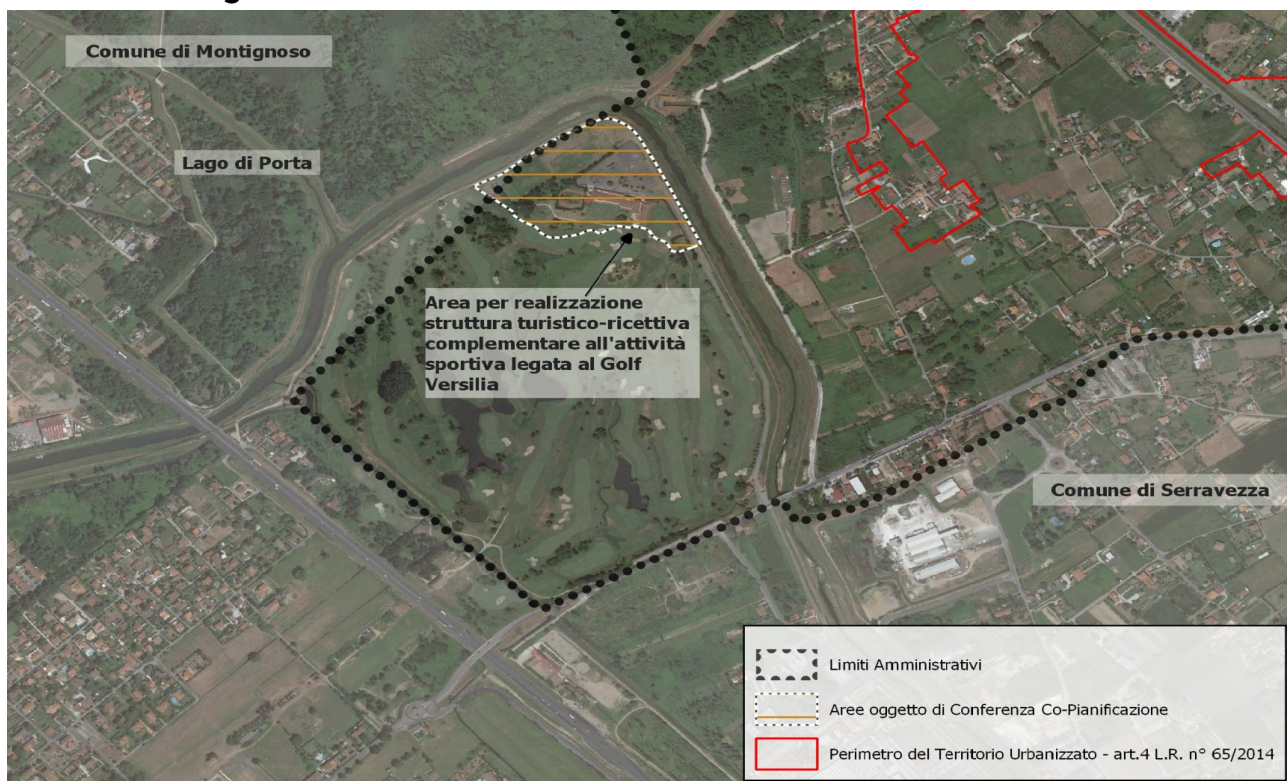 Comune di Montignoso
Lago di Porta
Area per realizzazione
struttura turistico-ricettiva
complementare all'attività
sportiva legata al Golf
Versilia
Comune di Serravezza
Limiti Amministrativi
Aree oggetto di Conferenza Co-Pianificazione
Perimetro del Territorio Urbanizzato - art.4 L.R. n° 65/2014